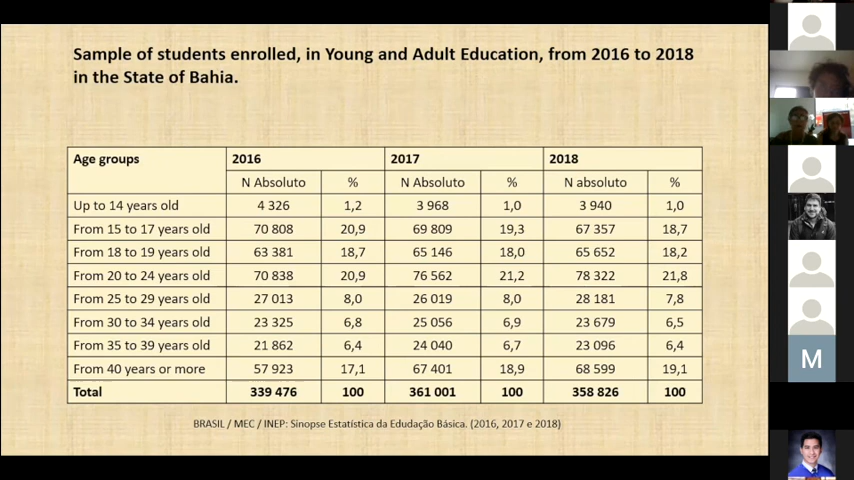 Sample of students enrolled, in Young and Adult Education, from 2016 to 2018
in the State of Bahia.
Age groups 2016 2017 2018
N Absoluto % N Absoluto % N absoluto %
Up to 14 years old 4 326 1,2 3 968 1,0 3 940 1,0
From 15 to 17 years old 70 808 20,9 69 809 19,3 67 357 18,7
From 18 to 19 years old 63 381 18,7 65 146 18,0 65 652 18,2
From 20 to 24 years old 70 838 20,9 76 562 21,2 78 322 21,8
From 25 to 29 years old 27 013 8,0 26 019 8,0 28 181 7,8
From 30 to 34 years old 23 325 6,8 25 056 6,9 23 679 6,5
From 35 to 39 years old 21 862 6,4 24 040 6,7 23 096 6,4
From 40 years or more 57 923 17,1 67 401 18,9 68 599 19,1
Total 339 476 100 361 001 100 358 826 100
BRASIL / MEC / INEP: Sinopse Estatística da Edudação Básica. (2016, 2017 e 2018)
M